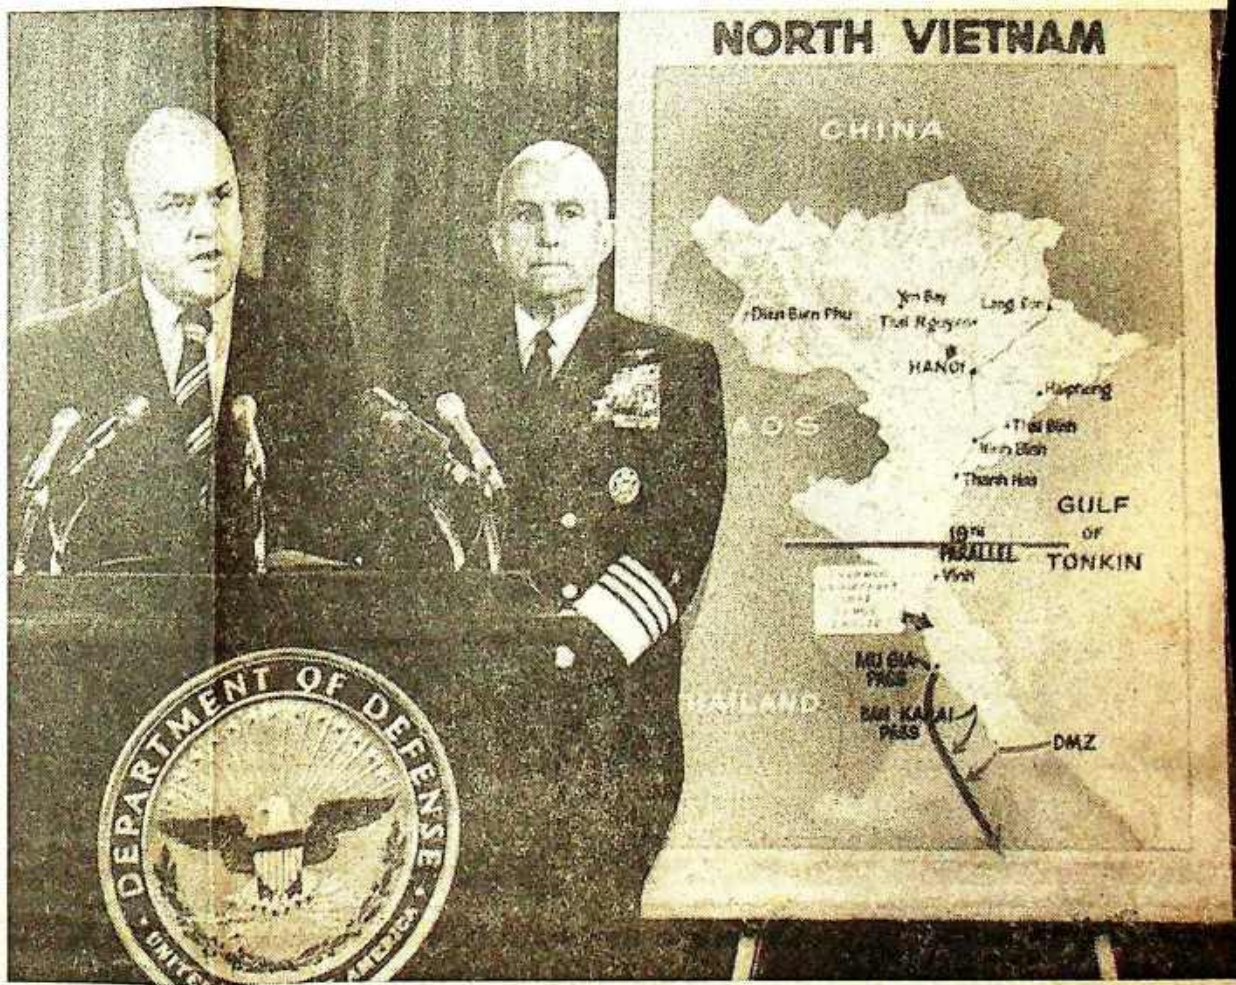 NORTH VIETNAM
CHINA
Yen Bay
Lang Son
Dien Bien Phu
Thai Nguyen
HANOI
Haiphong
LAOS
Thai Binh
Ninh Binh
Thanh Hoa
GULF
OF
TONKIN
19TH
PARALLEL
Vinh
MU GIA
PASS
THAILAND
BAN KARAI
PASS
DMZ
DEPARTMENT OF DEFENSE
UNITED AMERICA